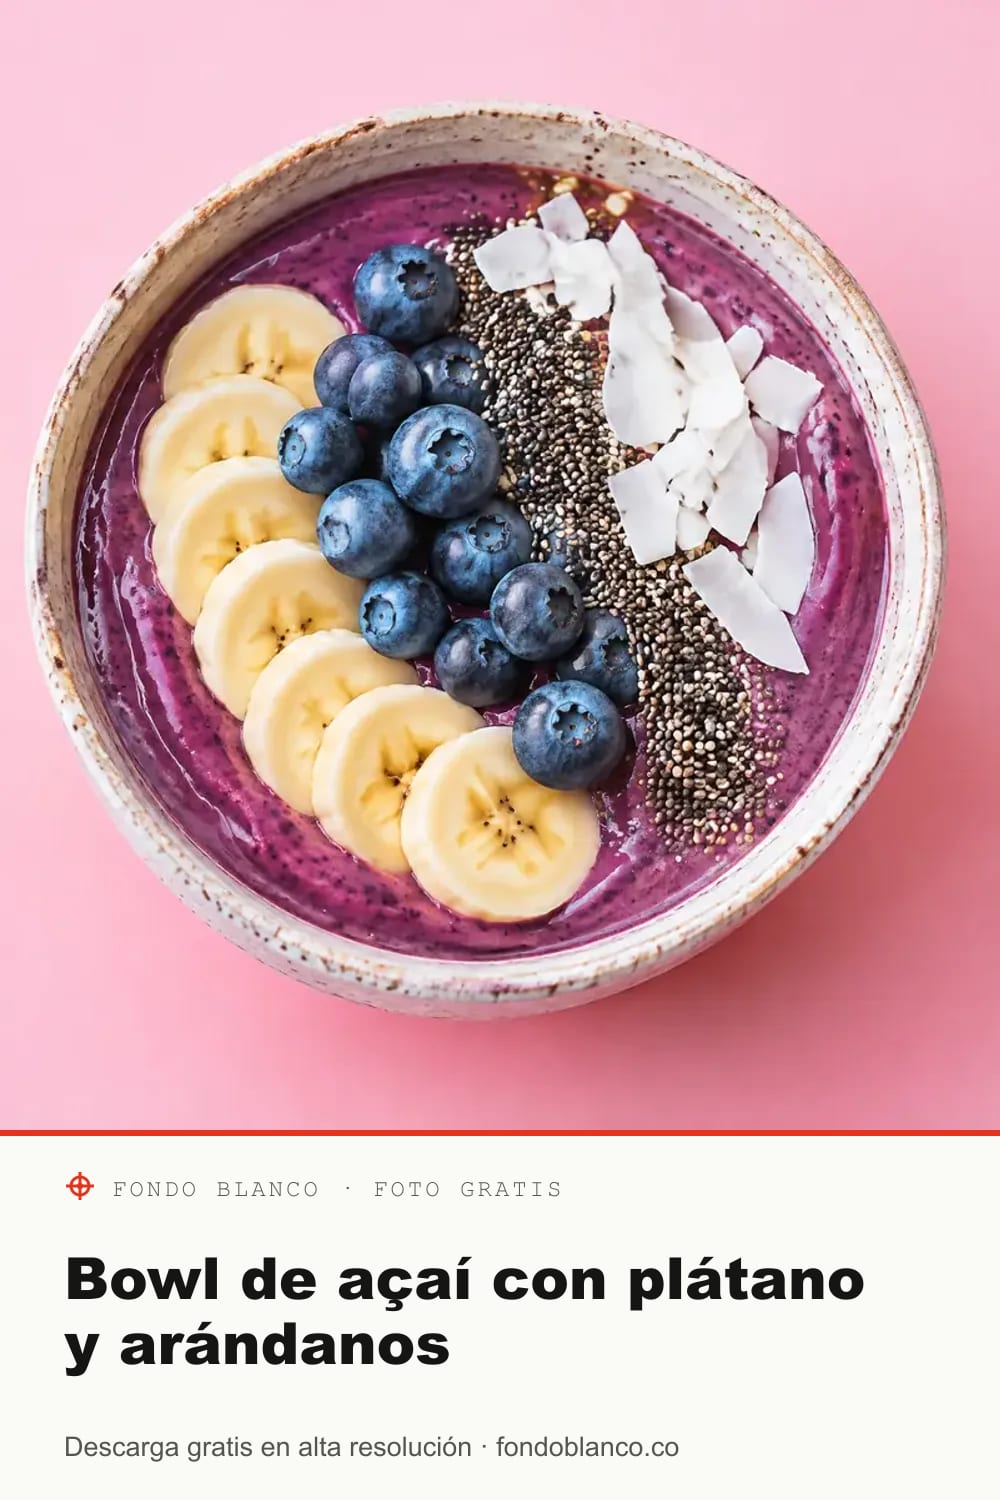 FONDO BLANCO · FOTO GRATIS
Bowl de açaí con plátano
y arándanos
Descarga gratis en alta resolución · fondoblanco.co